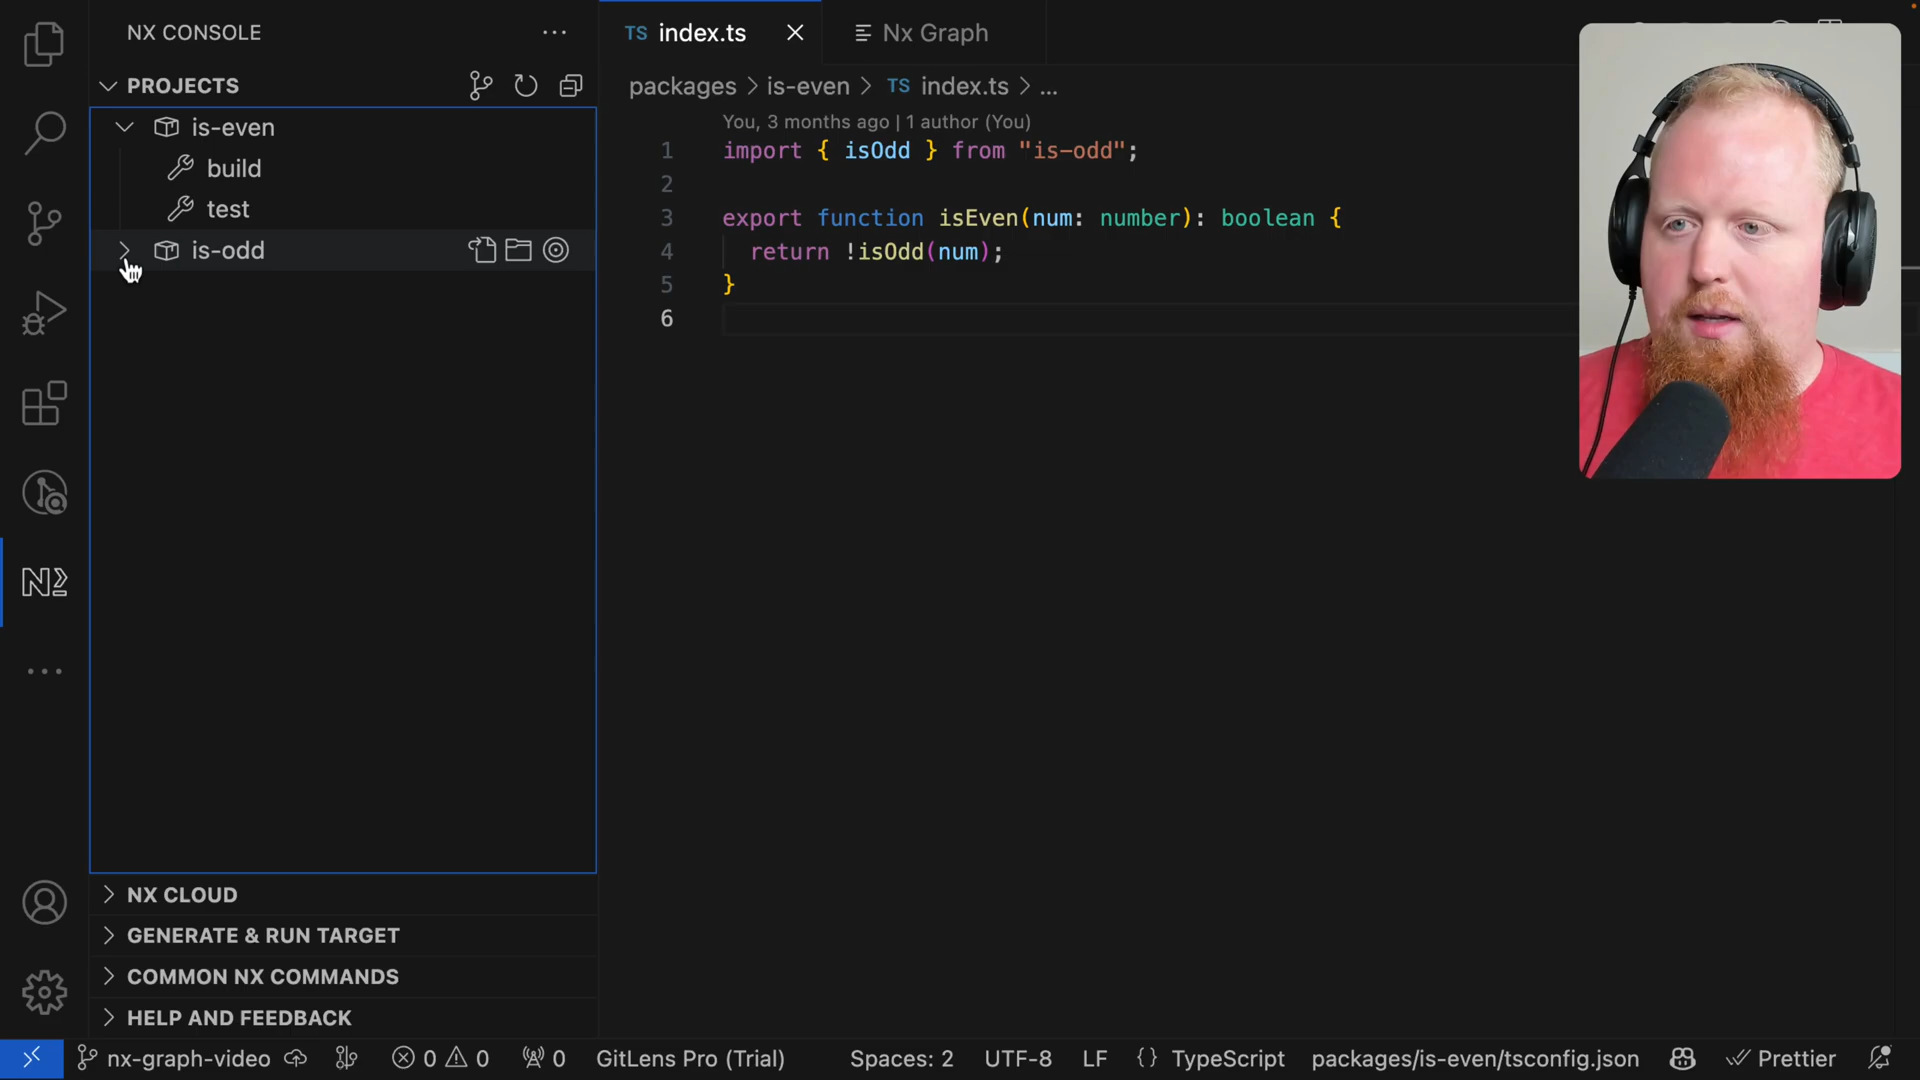 NX CONSOLE
PROJECTS
is-even
build
test
is-odd
NX CLOUD
GENERATE & RUN TARGET
COMMON NX COMMANDS
HELP AND FEEDBACK
TS index.ts
Nx Graph
packages > is-even > TS index.ts > ...
You, 3 months ago | 1 author (You)
1 import { isOdd } from "is-odd";
2
3 export function isEven(num: number): boolean {
4 return !isOdd(num);
5 }
6
nx-graph-video 0 0 0 GitLens Pro (Trial) Spaces: 2 UTF-8 LF {} TypeScript packages/is-even/tsconfig.json Prettier